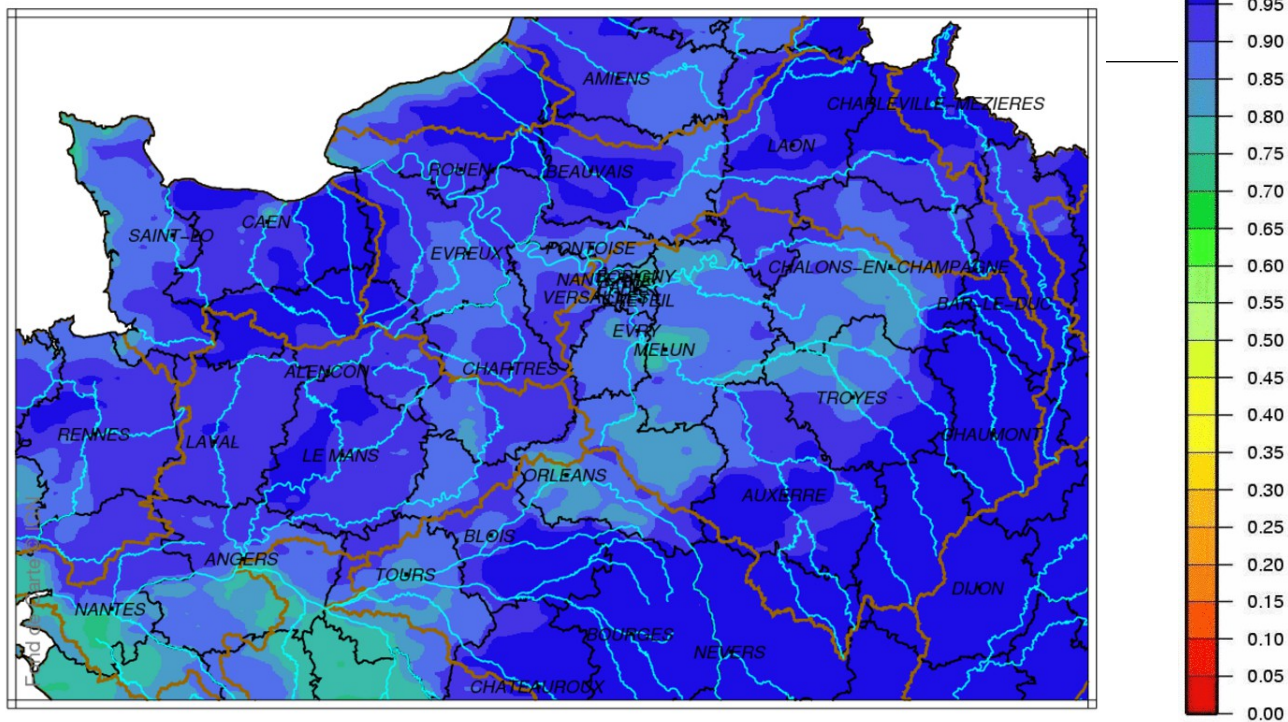 0.95
0.90
AMIENS
0.85
CHARLEVILLE-MEZIERES
0.80
LAON
0.75
ROUEN
BEAUVAIS
0.70
SAINT-LO
CAEN
0.65
EVREUX
PONTOISE
CHALONS-EN-CHAMPAGNE
0.60
BAR-LE-DUC
0.55
EVRY
MELUN
0.50
ALENCON
CHARTRES
0.45
TROYES
0.40
RENNES
LAVAL
LE MANS
CHAUMONT
0.35
ORLEANS
0.30
AUXERRE
0.25
BLOIS
ANGERS
TOURS
0.20
DIJON
NANTES
0.15
BOURGES
NEVERS
0.10
CHATEAUROUX
0.05
0.00